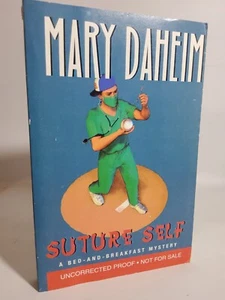 MARY DAHEIM
SUTURE SELF
A BED-AND-BREAKFAST MYSTERY
UNCORRECTED PROOF • NOT FOR SALE